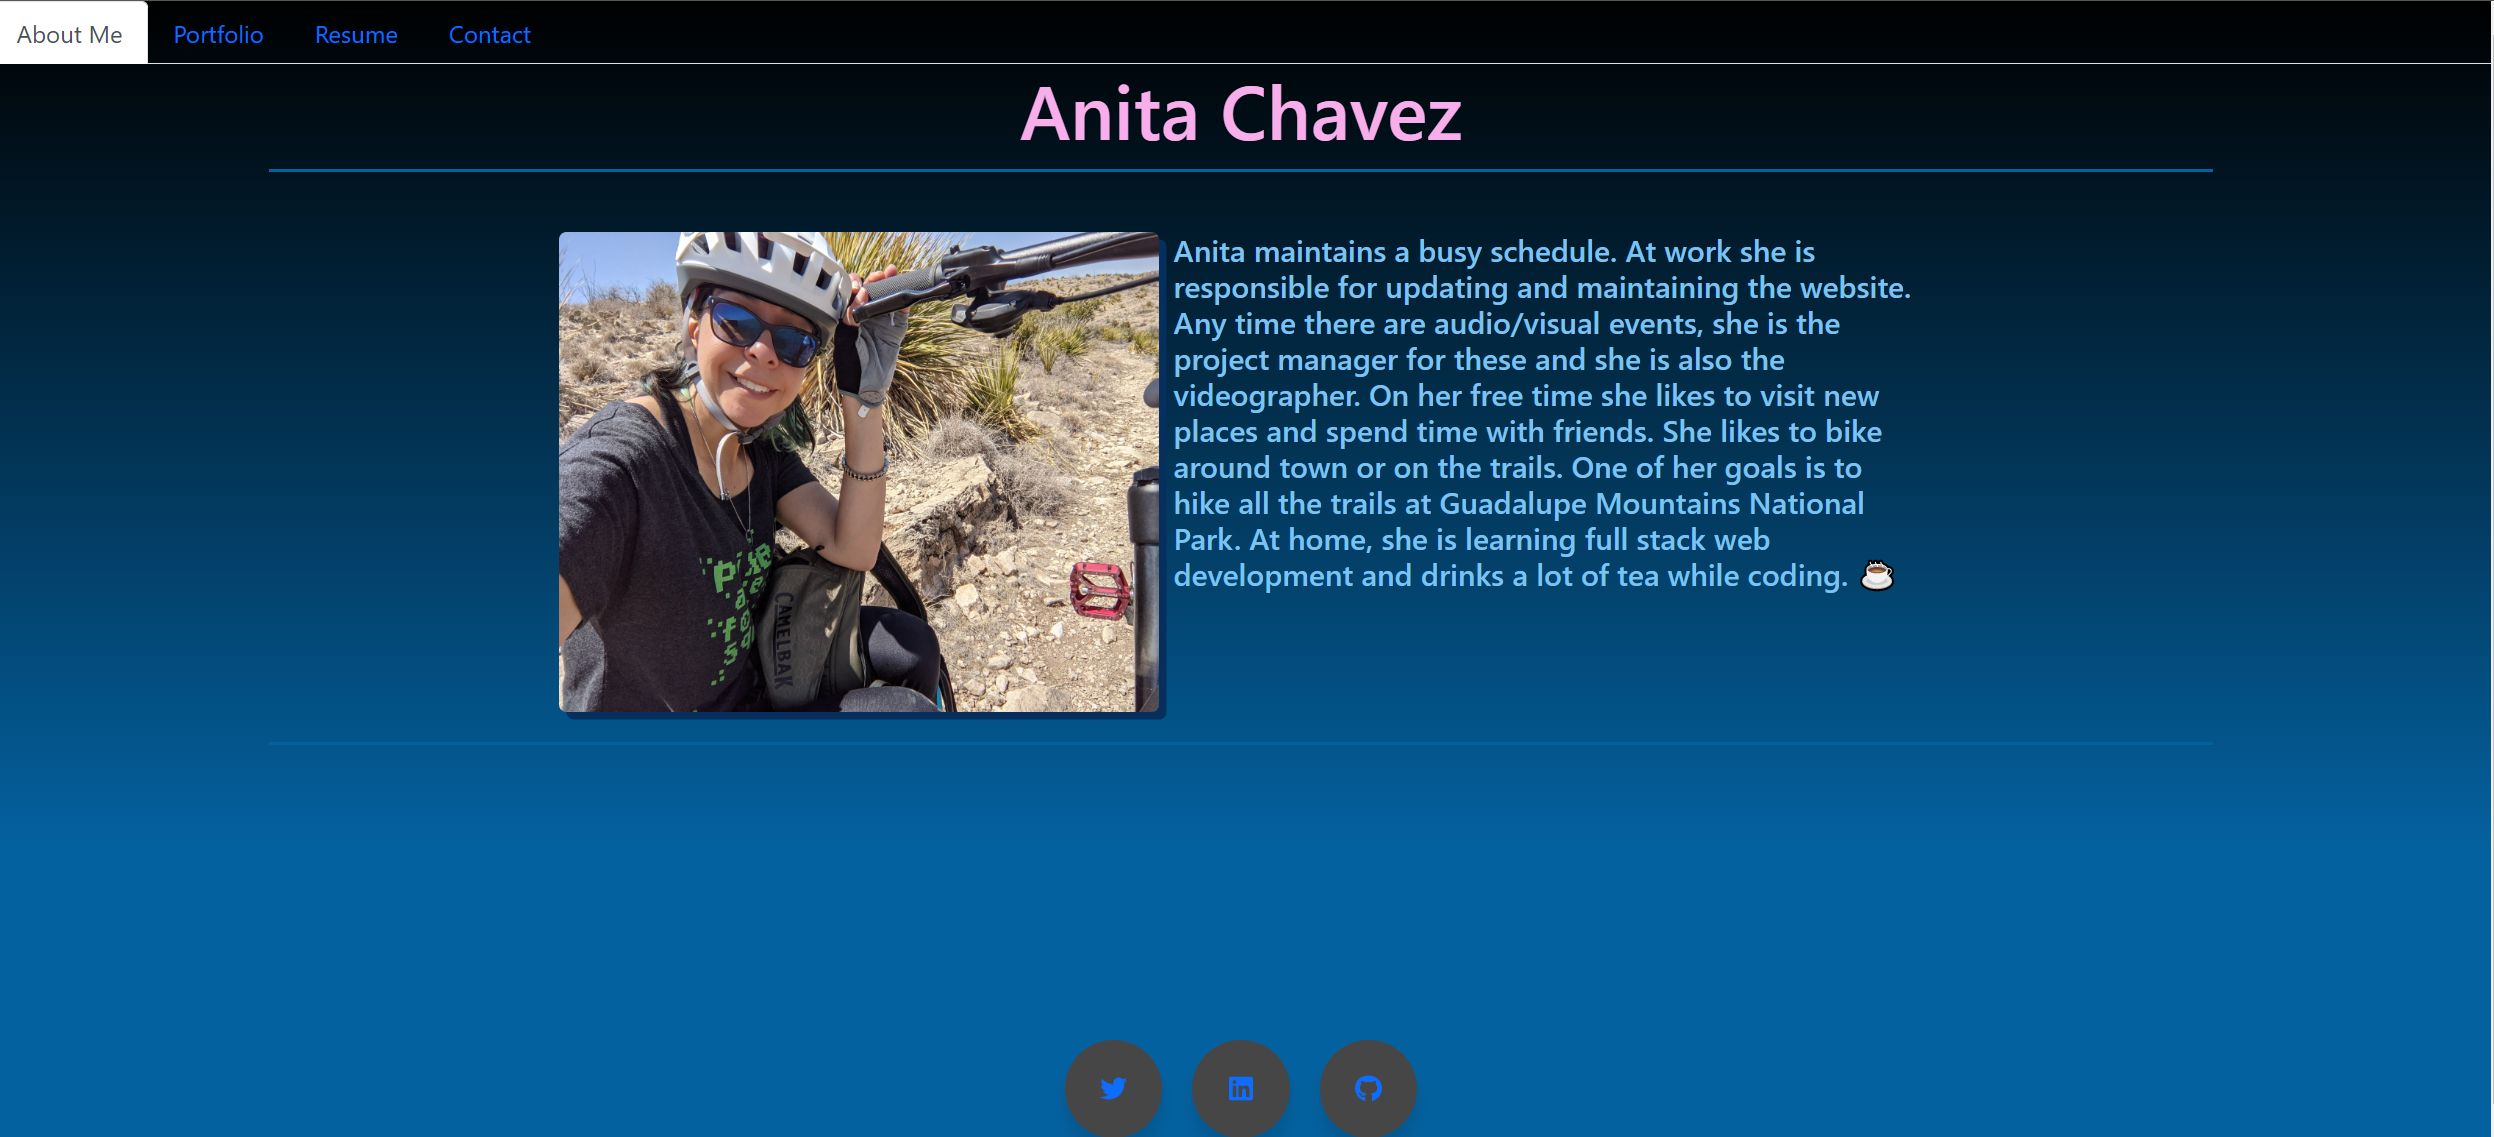 About Me Portfolio Resume Contact
Anita Chavez
Anita maintains a busy schedule. At work she is
responsible for updating and maintaining the website.
Any time there are audio/visual events, she is the
project manager for these and she is also the
videographer. On her free time she likes to visit new
places and spend time with friends. She likes to bike
around town or on the trails. One of her goals is to
hike all the trails at Guadalupe Mountains National
Park. At home, she is learning full stack web
development and drinks a lot of tea while coding. ☕
CAMELBAK
in